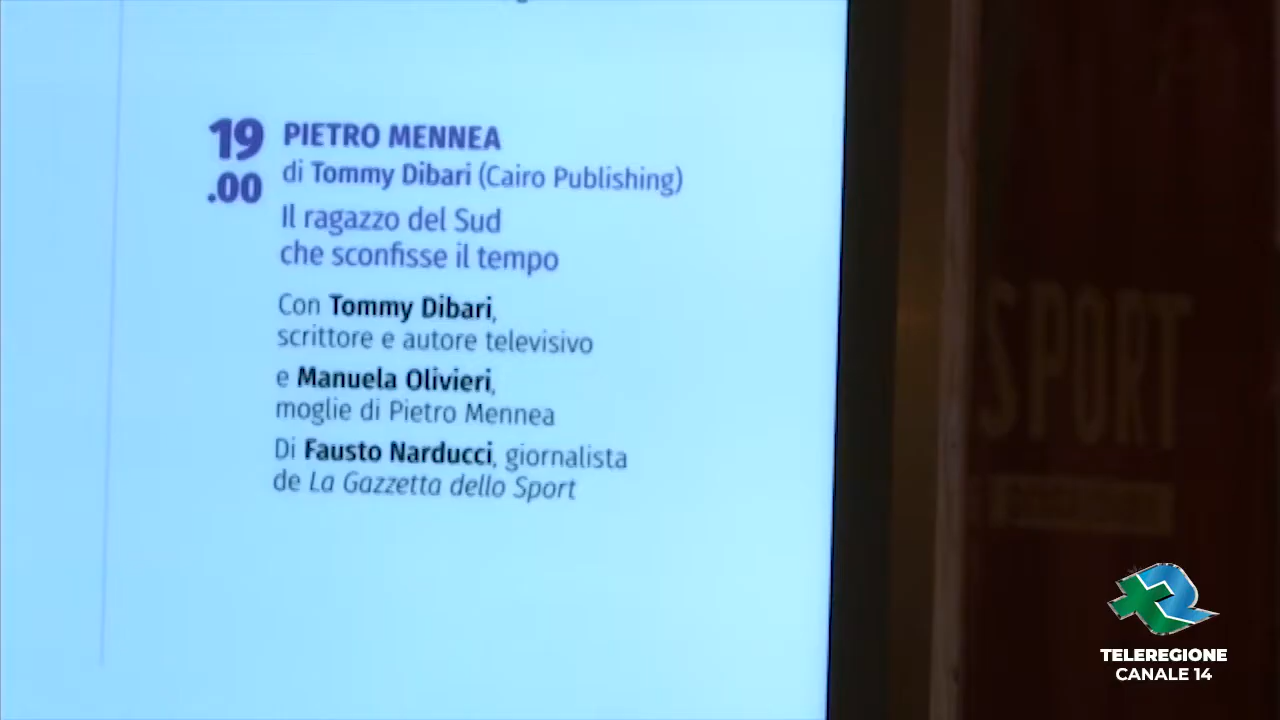 19
.00
PIETRO MENNEA
di Tommy Dibari (Cairo Publishing)
Il ragazzo del Sud
che sconfisse il tempo
Con Tommy Dibari,
scrittore e autore televisivo
e Manuela Olivieri,
moglie di Pietro Mennea
Di Fausto Narducci, giornalista
de La Gazzetta dello Sport
SPORT
TELEREGIONE
CANALE 14